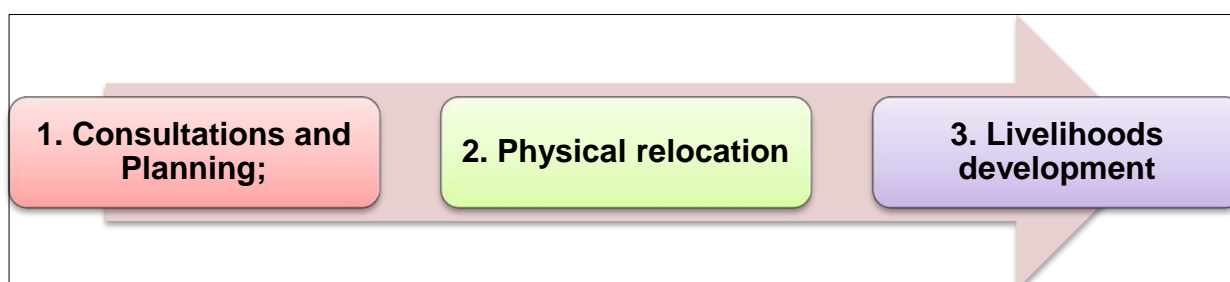 1. Consultations and
Planning;
2. Physical relocation
3. Livelihoods
development